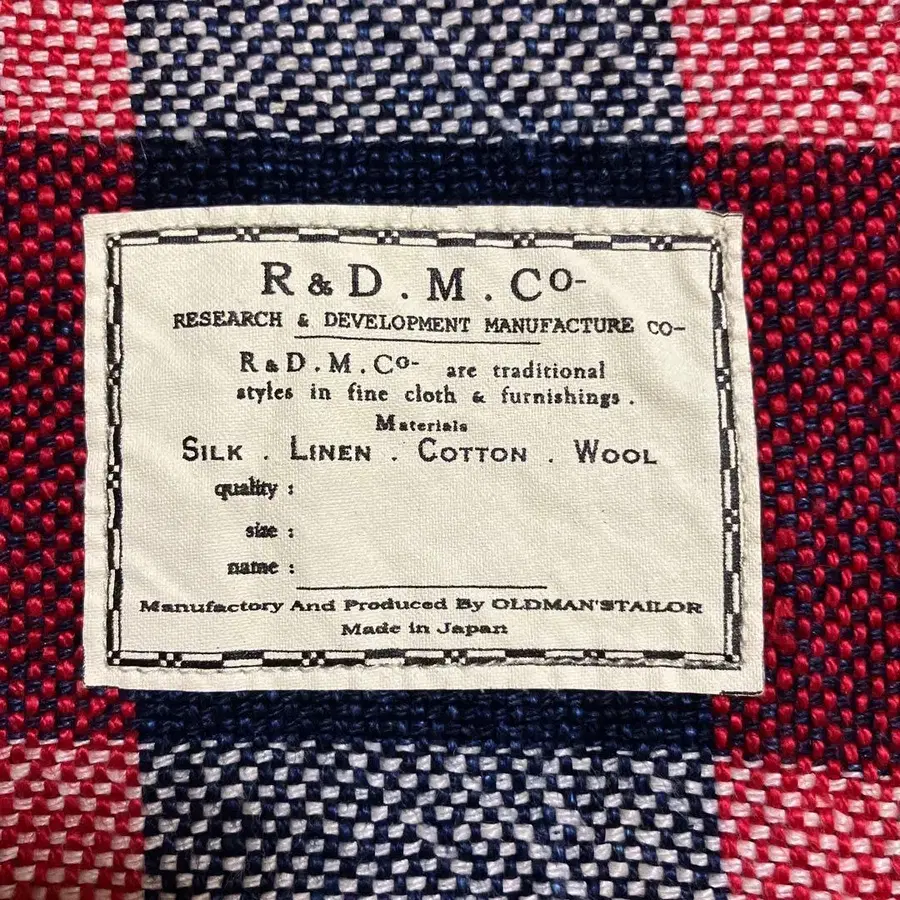 R & D . M . Co-
RESEARCH & DEVELOPMENT MANUFACTURE CO-
R & D . M . Co- are traditional
styles in fine cloth & furnishings .
Materials
SILK . LINEN . COTTON . WOOL
quality :
size :
name :
Manufactory And Produced By OLDMAN'STAILOR
Made in Japan